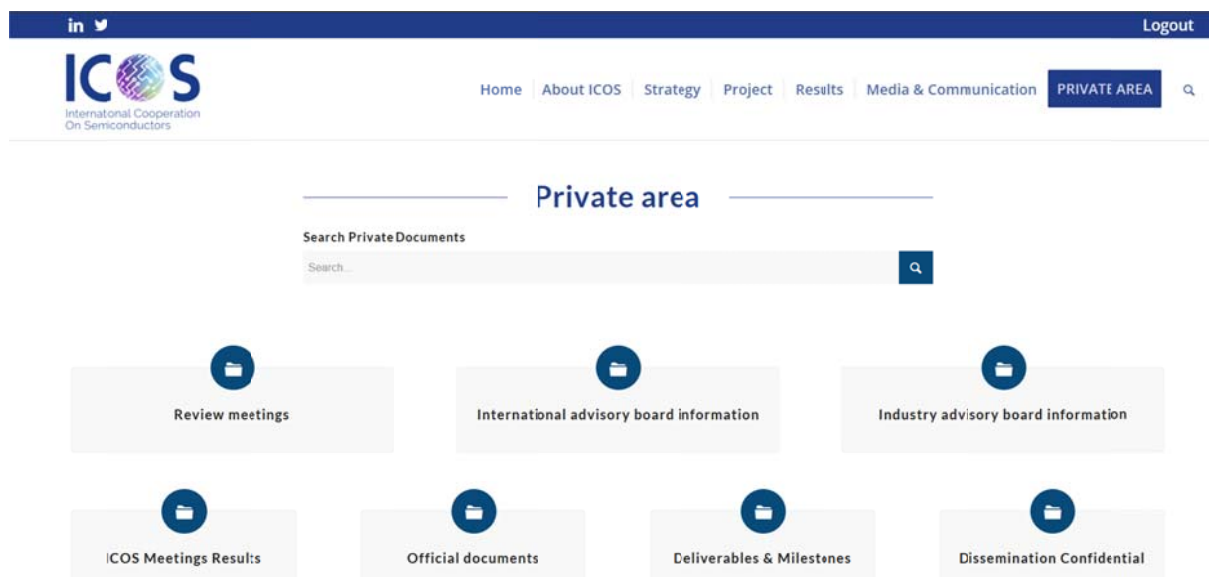 in
Logout
ICOS
International Cooperation
On Semiconductors
Home About ICOS Strategy Project Results Media & Communication PRIVATE AREA
Private area
Search Private Documents
Search...
Review meetings International advisory board information Industry advisory board information
ICOS Meetings Results Official documents Deliverables & Milestones Dissemination Confidential